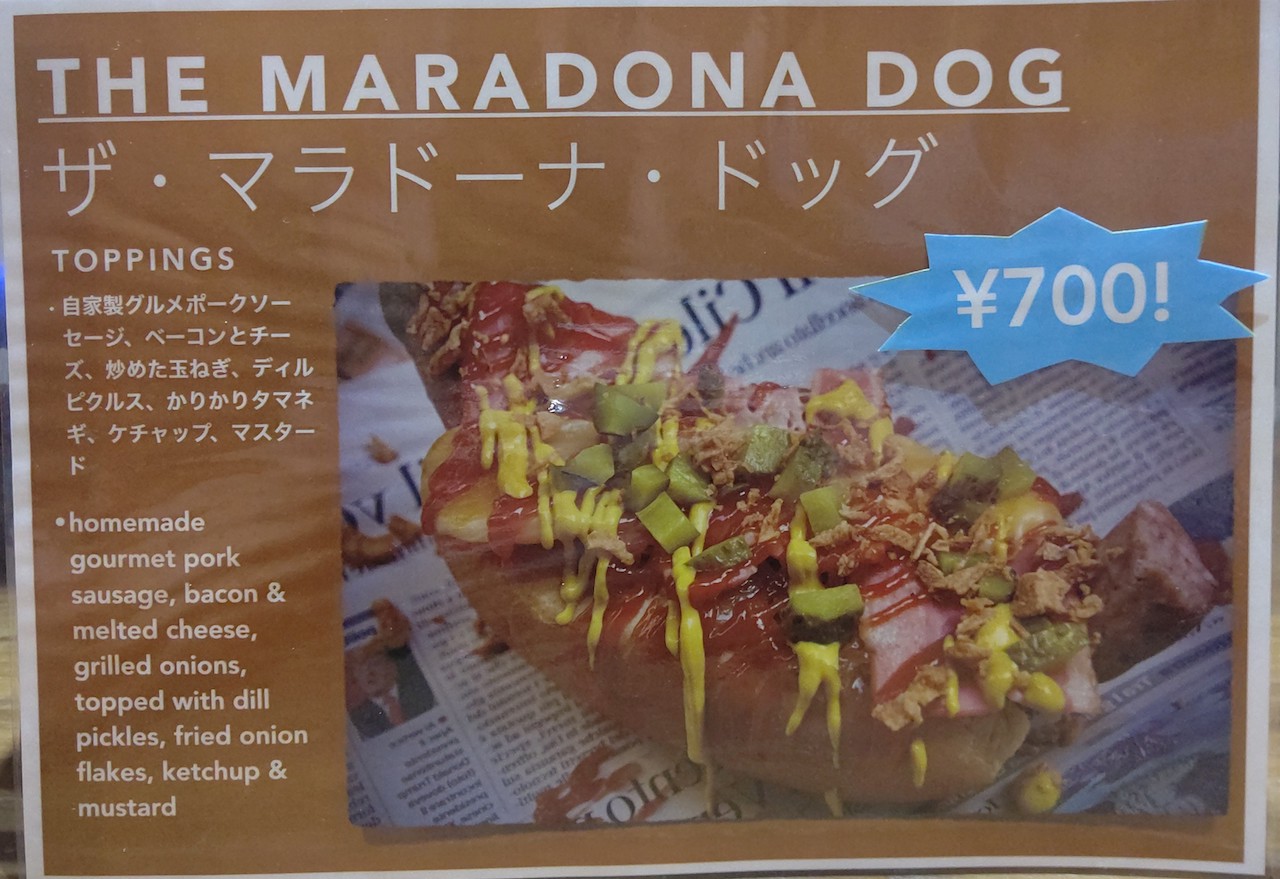 THE MARADONA DOG
ザ・マラドーナ・ドッグ
¥700!
TOPPINGS
・自家製グルメポークソー
セージ、ベーコンとチー
ズ、炒めた玉ねぎ、ディル
ピクルス、かりかりタマネ
ギ、ケチャップ、マスター
ド
•homemade
gourmet pork
sausage, bacon &
melted cheese,
grilled onions,
topped with dill
pickles, fried onion
flakes, ketchup &
mustard